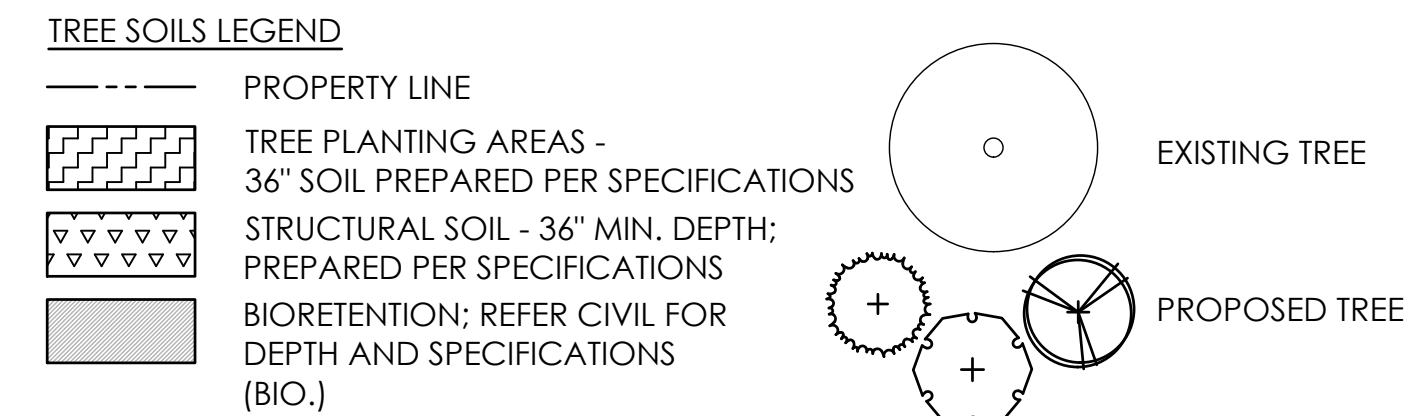 TREE SOILS LEGEND
PROPERTY LINE
TREE PLANTING AREAS -
36" SOIL PREPARED PER SPECIFICATIONS
STRUCTURAL SOIL - 36" MIN. DEPTH;
PREPARED PER SPECIFICATIONS
BIORETENTION; REFER CIVIL FOR
DEPTH AND SPECIFICATIONS
(BIO.)
EXISTING TREE
PROPOSED TREE